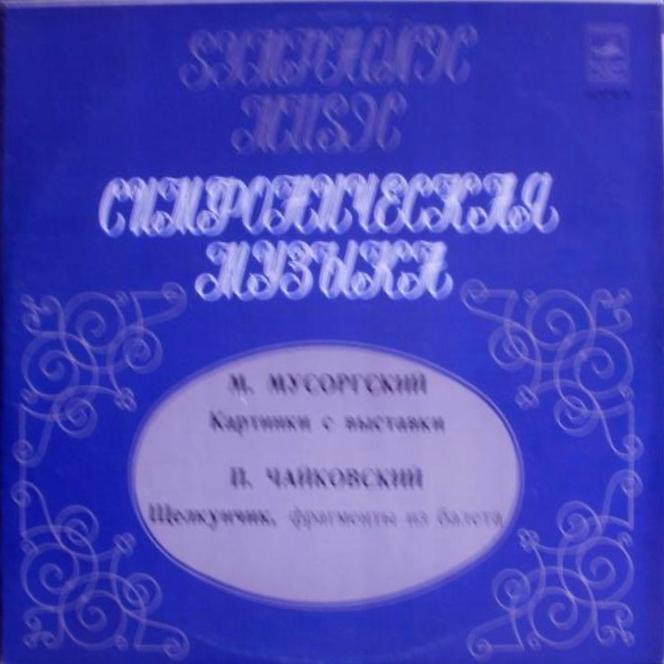 SYMPHONIC
MUSIC
СИМФОНИЧЕСКАЯ
МУЗЫКА
М. МУСОРГСКИЙ
Картинки с выставки
П. ЧАЙКОВСКИЙ
Щелкунчик, фрагменты из балета